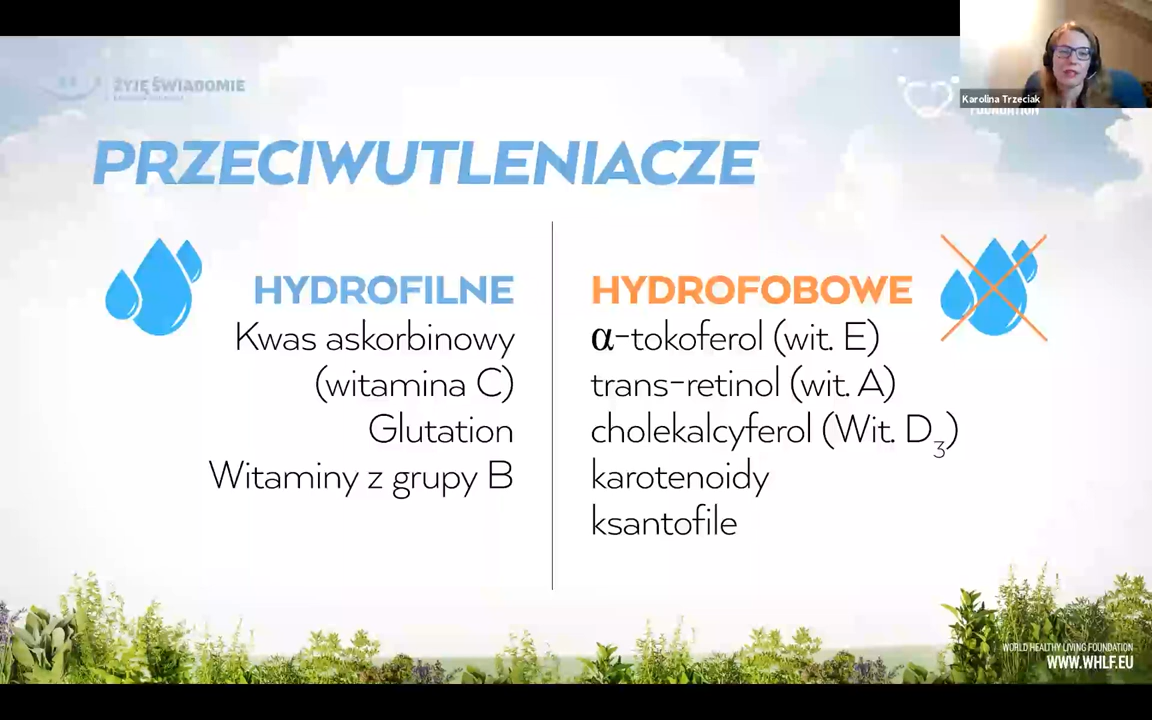 ŻYJĘ ŚWIADOMIE
Karolina Trzeciak
FOUNDATION
PRZECIWUTLENIACZE
HYDROFILNE
Kwas askorbinowy
(witamina C)
Glutation
Witaminy z grupy B
HYDROFOBOWE
α-tokoferol (wit. E)
trans-retinol (wit. A)
cholekalcyferol (Wit. D₃)
karotenoidy
ksantofile
WORLD HEALTHY LIVING FOUNDATION
WWW.WHLF.EU